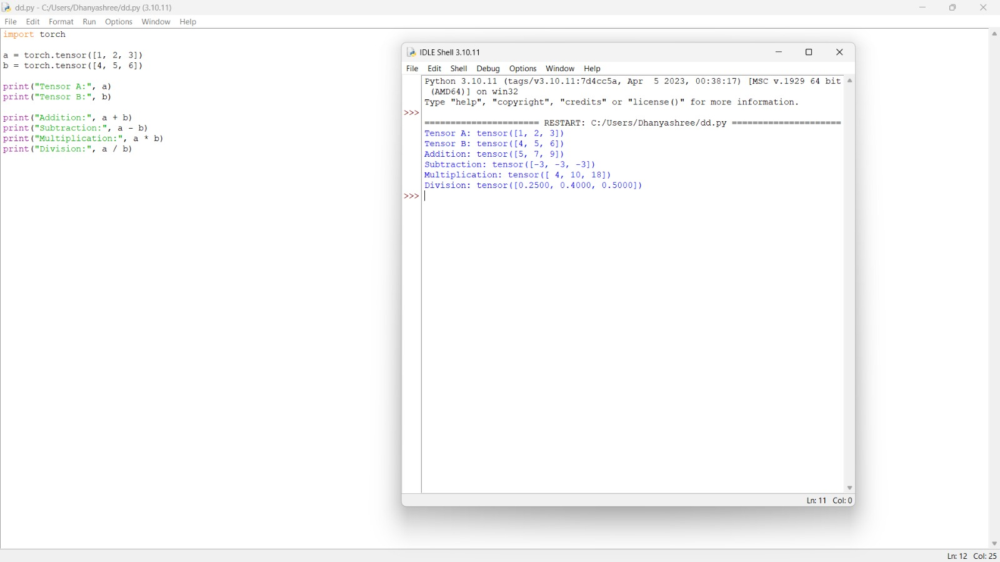 dd.py - C:/Users/Dhanyashree/dd.py (3.10.11)
File Edit Format Run Options Window Help
import torch
a = torch.tensor([1, 2, 3])
b = torch.tensor([4, 5, 6])
print("Tensor A:", a)
print("Tensor B:", b)
print("Addition:", a + b)
print("Subtraction:", a - b)
print("Multiplication:", a * b)
print("Division:", a / b)
IDLE Shell 3.10.11
File Edit Shell Debug Options Window Help
Python 3.10.11 (tags/v3.10.11:7d4cc5a, Apr  5 2023, 00:38:17) [MSC v.1929 64 bit
(AMD64)] on win32
Type "help", "copyright", "credits" or "license()" for more information.
>>>
====================== RESTART: C:/Users/Dhanyashree/dd.py =====================
Tensor A: tensor([1, 2, 3])
Tensor B: tensor([4, 5, 6])
Addition: tensor([5, 7, 9])
Subtraction: tensor([-3, -3, -3])
Multiplication: tensor([ 4, 10, 18])
Division: tensor([0.2500, 0.4000, 0.5000])
>>>
Ln: 11 Col: 0
Ln: 12 Col: 25